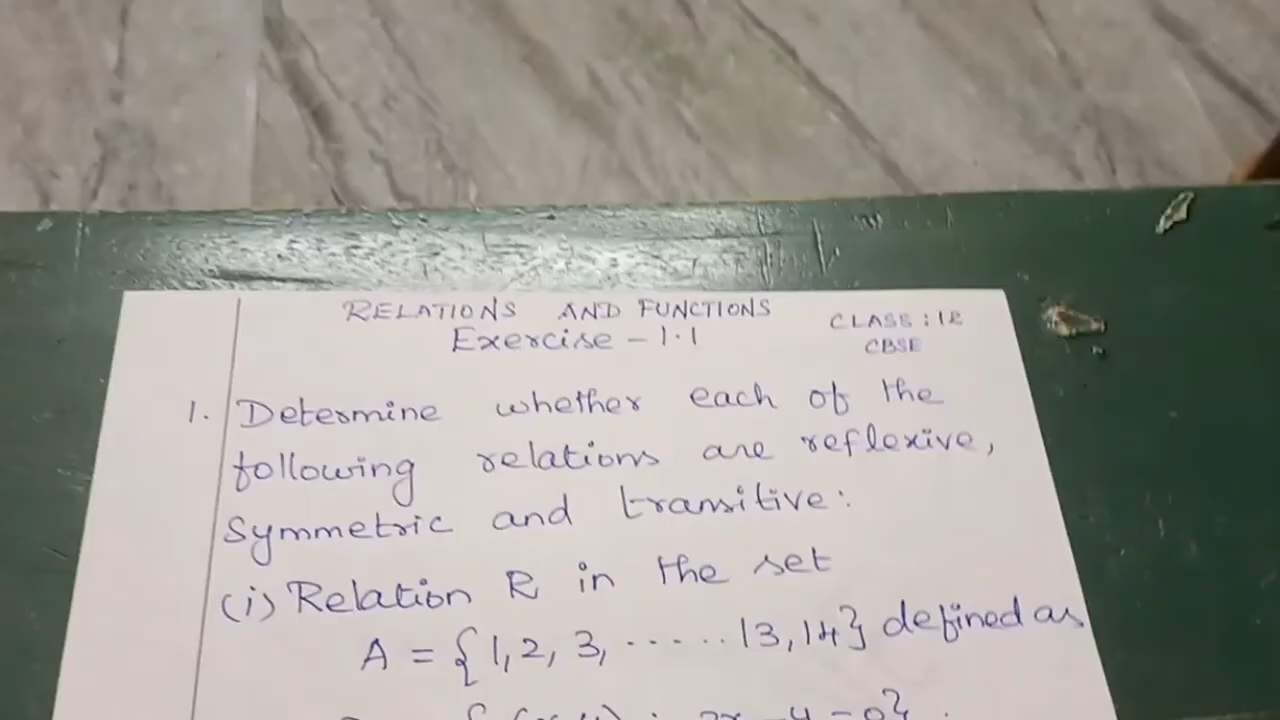 RELATIONS AND FUNCTIONS
Exercise - 1.1
CLASS : 12
CBSE
1. Determine whether each of the
following relations are reflexive,
Symmetric and transitive:
(i) Relation R in the set
A = {1, 2, 3, ...... 13, 14} defined as